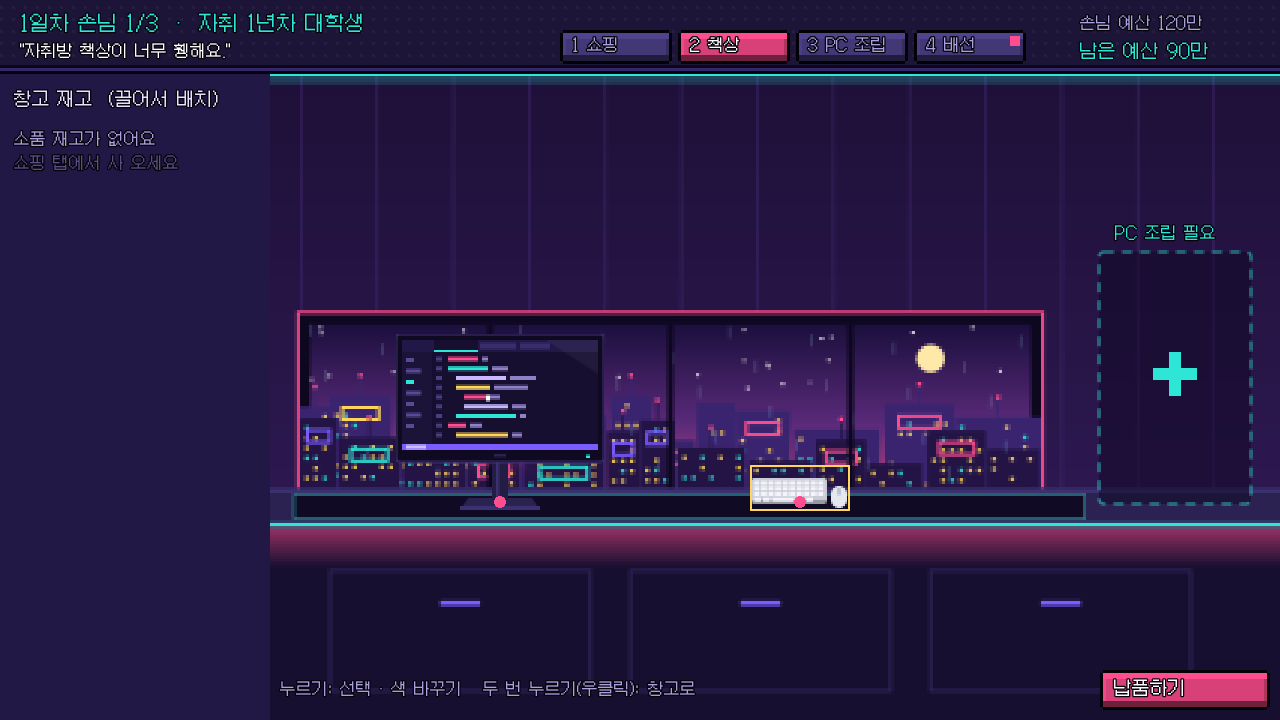 1일차 손님 1/3 · 자취 1년차 대학생
"자취방 책상이 너무 휑해요."
1 쇼핑
2 책상
3 PC 조립
4 배선
손님 예산 120만
남은 예산 90만
창고 재고 (끌어서 배치)
소품 재고가 없어요
쇼핑 탭에서 사 오세요
PC 조립 필요
누르기: 선택 · 색 바꾸기 두 번 누르기(우클릭): 창고로
납품하기